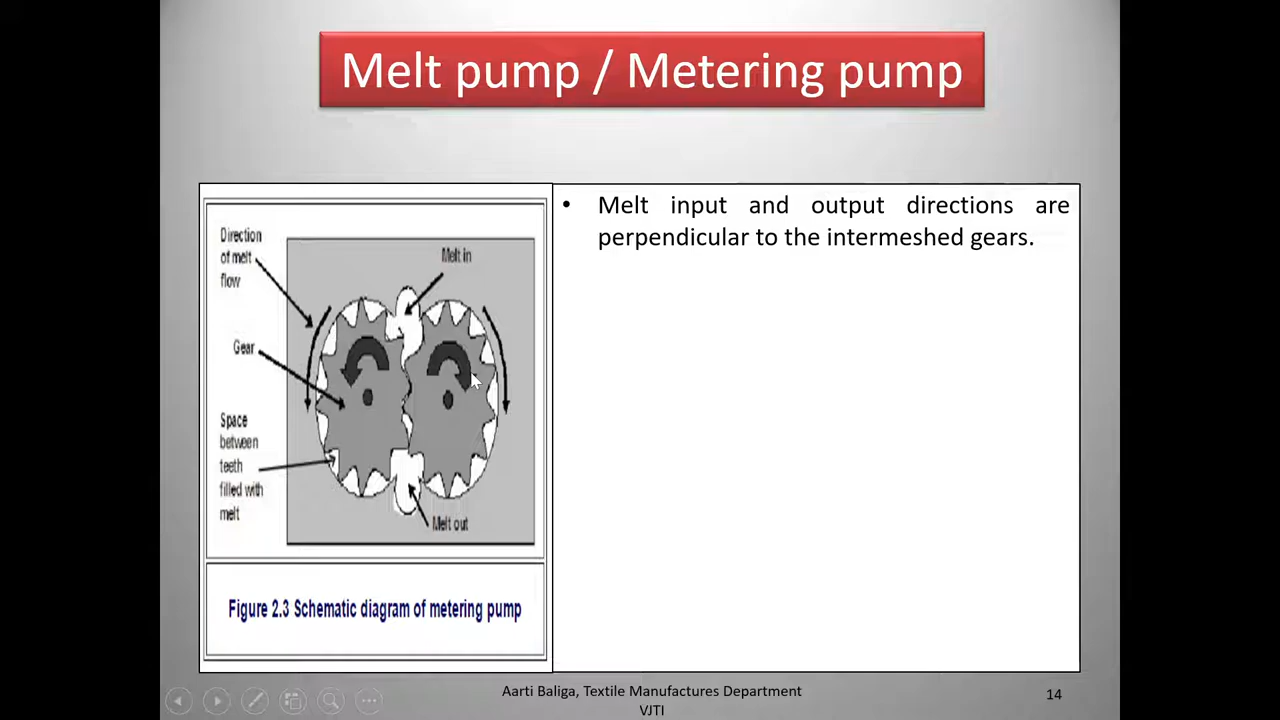 Melt pump / Metering pump
Direction
of melt
flow
Melt in
Gear
Space
between
teeth
filled with
melt
Melt out
Figure 2.3 Schematic diagram of metering pump
• Melt input and output directions are
perpendicular to the intermeshed gears.
Aarti Baliga, Textile Manufactures Department
VJTI
14